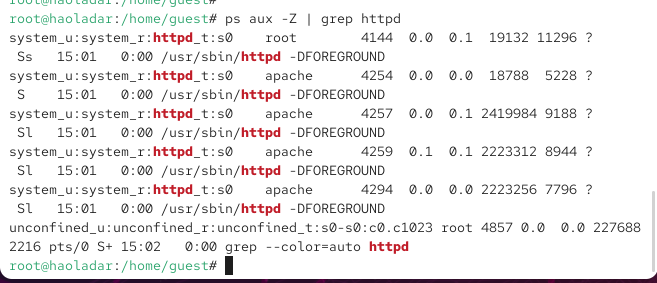 root@haoladar:/home/guest# ps aux -Z | grep httpd
system_u:system_r:httpd_t:s0    root        4144  0.0  0.1  19132 11296 ?
 Ss   15:01   0:00 /usr/sbin/httpd -DFOREGROUND
system_u:system_r:httpd_t:s0    apache      4254  0.0  0.0  18788  5228 ?
 S    15:01   0:00 /usr/sbin/httpd -DFOREGROUND
system_u:system_r:httpd_t:s0    apache      4257  0.0  0.1 2419984 9188 ?
 Sl   15:01   0:00 /usr/sbin/httpd -DFOREGROUND
system_u:system_r:httpd_t:s0    apache      4259  0.1  0.1 2223312 8944 ?
 Sl   15:01   0:00 /usr/sbin/httpd -DFOREGROUND
system_u:system_r:httpd_t:s0    apache      4294  0.0  0.0 2223256 7796 ?
 Sl   15:01   0:00 /usr/sbin/httpd -DFOREGROUND
unconfined_u:unconfined_r:unconfined_t:s0-s0:c0.c1023 root 4857 0.0  0.0 227688
2216 pts/0 S+ 15:02   0:00 grep --color=auto httpd
root@haoladar:/home/guest#